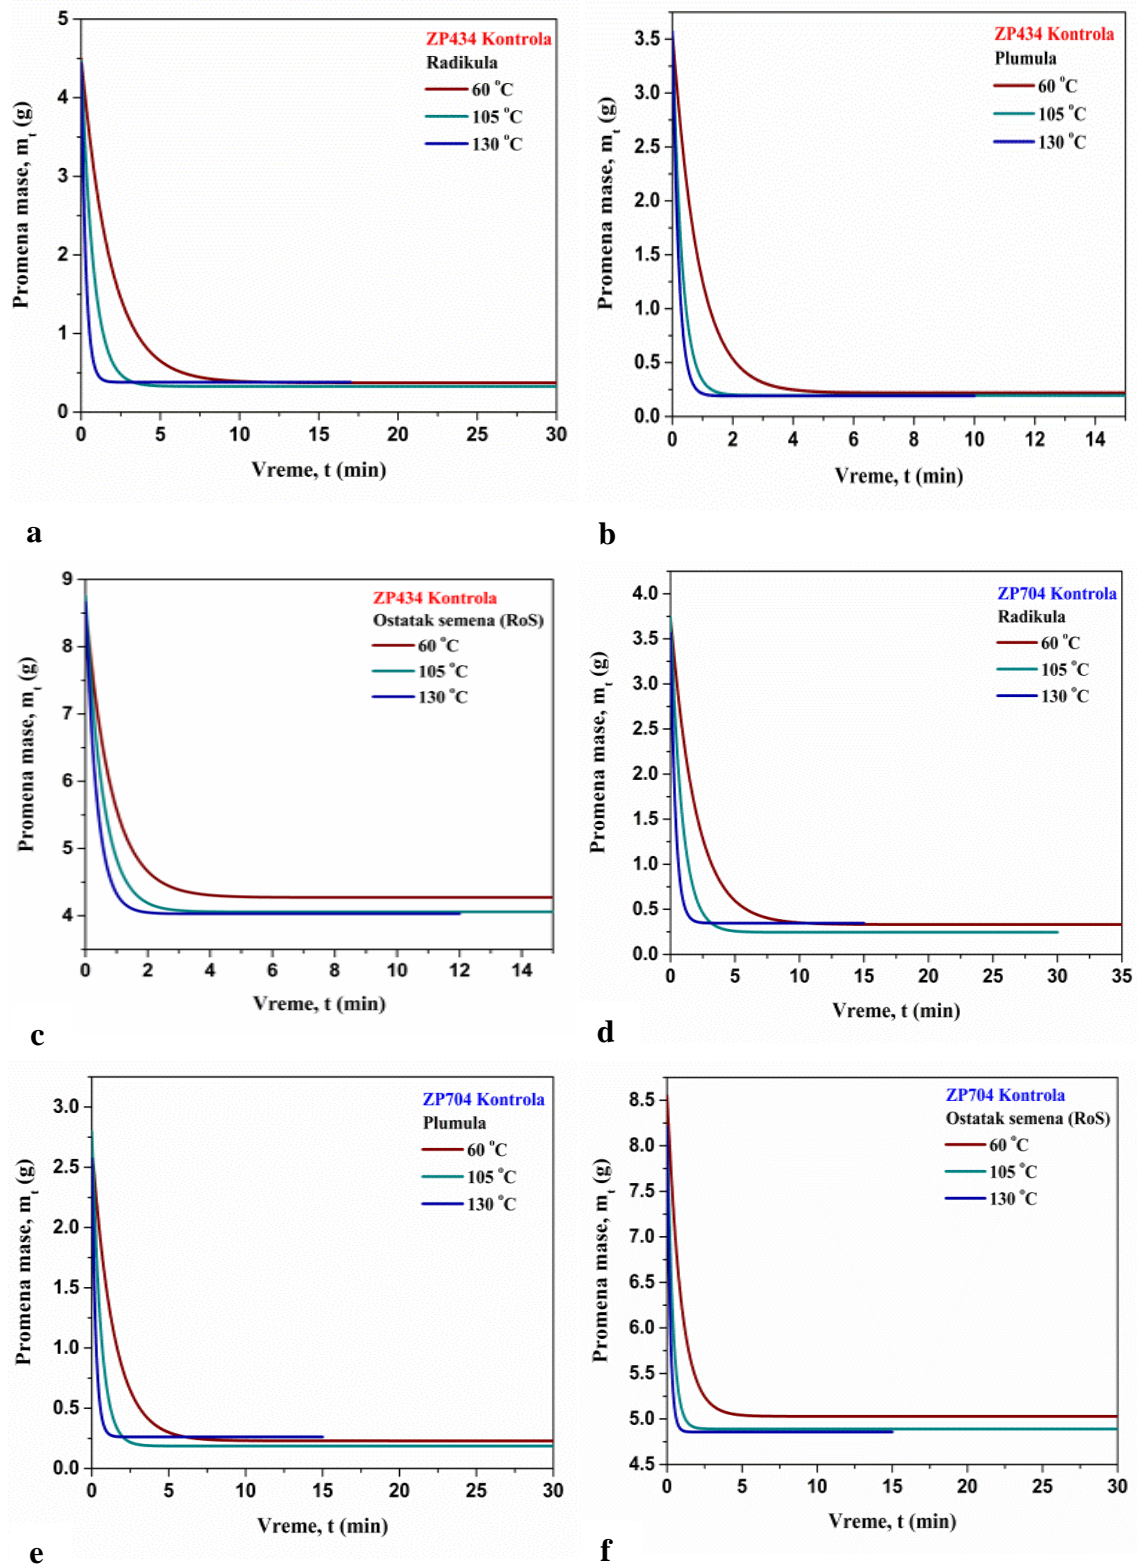 5
4
3
2
1
0
0
5
10
15
20
25
30
Promena mase, mt (g)
Vreme, t (min)
ZP434 Kontrola
Radikula
60 °C
105 °C
130 °C
a
3.5
3.0
2.5
2.0
1.5
1.0
0.5
0.0
0
2
4
6
8
10
12
14
Promena mase, mt (g)
Vreme, t (min)
ZP434 Kontrola
Plumula
60 °C
105 °C
130 °C
b
9
8
7
6
5
4
0
2
4
6
8
10
12
14
Promena mase, mt (g)
Vreme, t (min)
ZP434 Kontrola
Ostatak semena (RoS)
60 °C
105 °C
130 °C
c
4.0
3.5
3.0
2.5
2.0
1.5
1.0
0.5
0.0
0
5
10
15
20
25
30
35
Promena mase, mt (g)
Vreme, t (min)
ZP704 Kontrola
Radikula
60 °C
105 °C
130 °C
d
3.0
2.5
2.0
1.5
1.0
0.5
0.0
0
5
10
15
20
25
30
Promena mase, mt (g)
Vreme, t (min)
ZP704 Kontrola
Plumula
60 °C
105 °C
130 °C
e
8.5
8.0
7.5
7.0
6.5
6.0
5.5
5.0
4.5
0
5
10
15
20
25
30
Promena mase, mt (g)
Vreme, t (min)
ZP704 Kontrola
Ostatak semena (RoS)
60 °C
105 °C
130 °C
f